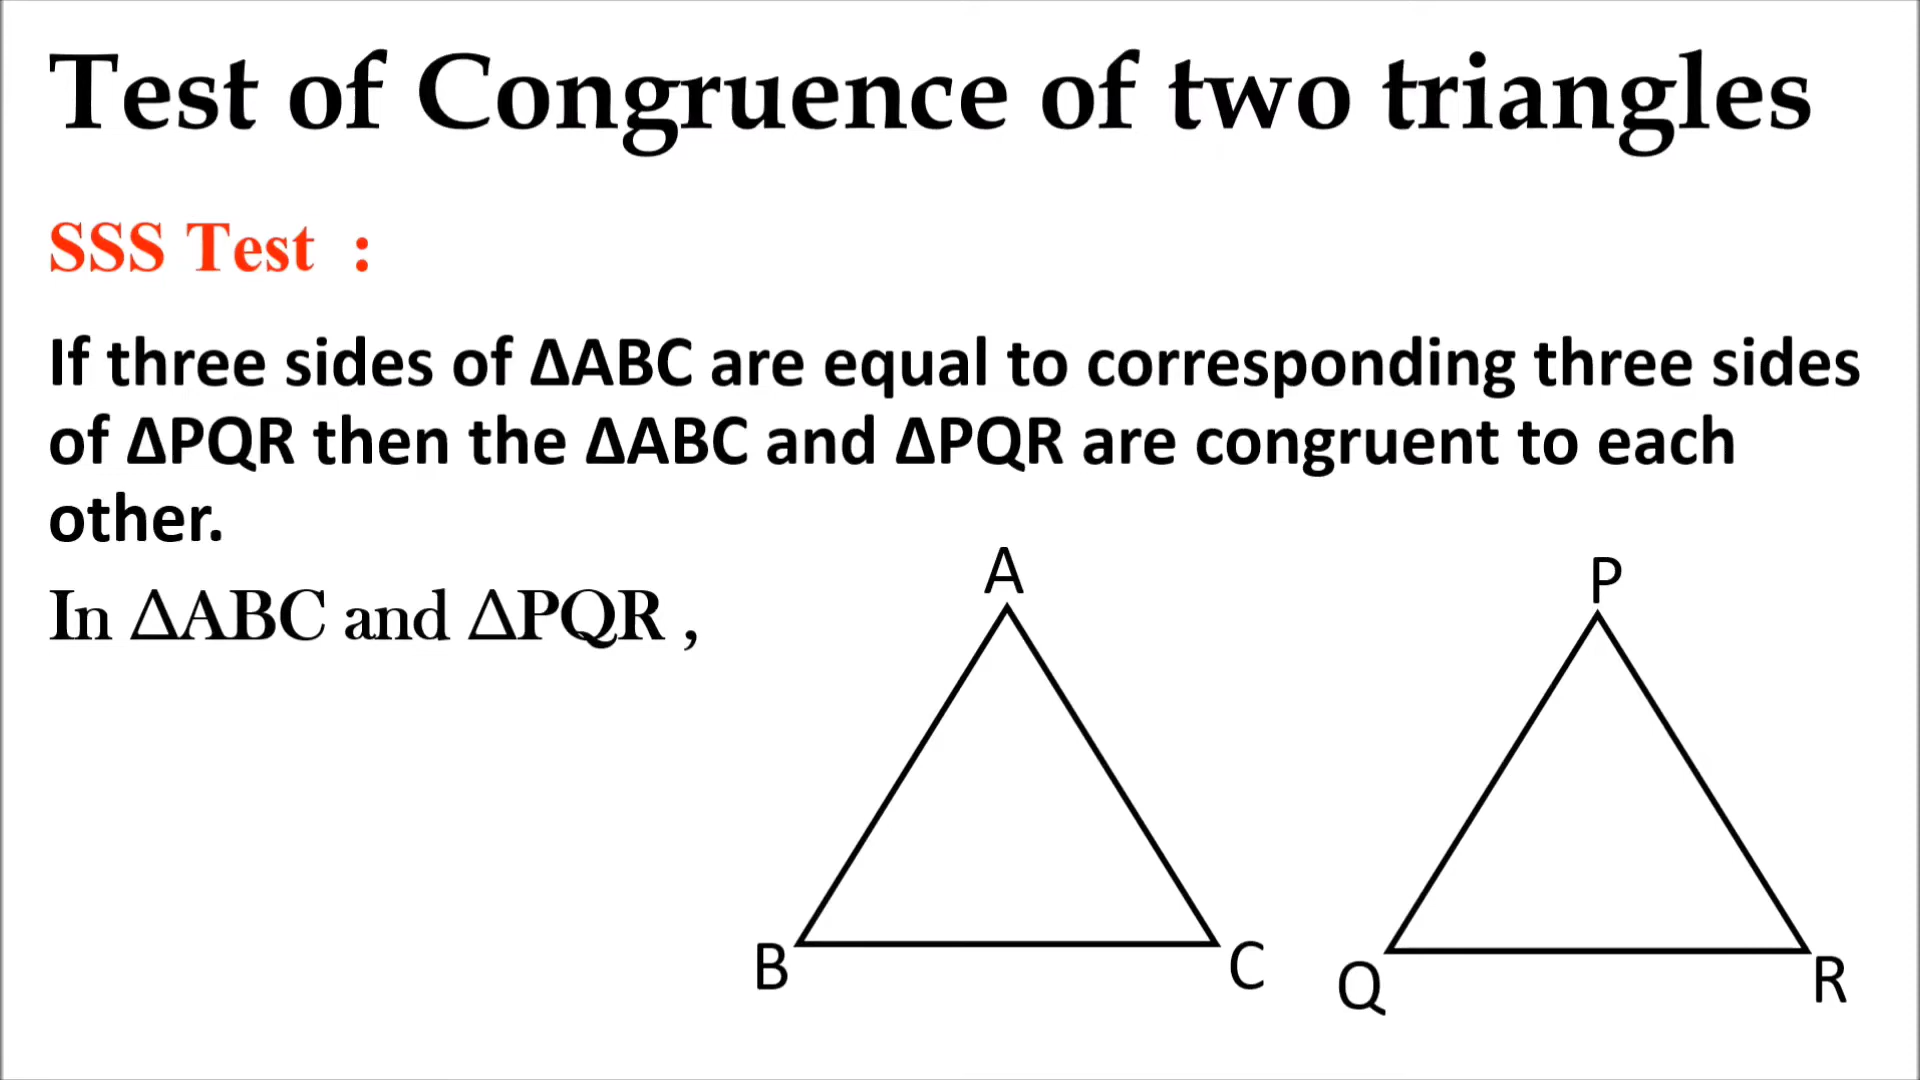 Test of Congruence of two triangles
SSS Test :
If three sides of ΔABC are equal to corresponding three sides
of ΔPQR then the ΔABC and ΔPQR are congruent to each
other.
In ΔABC and ΔPQR ,
A
P
B
C
Q
R